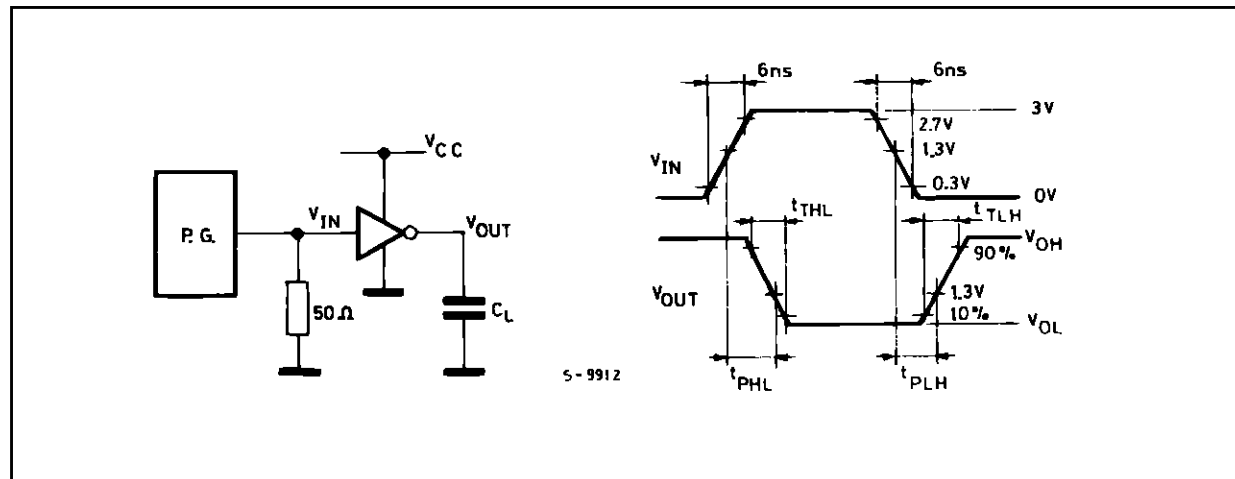 VCC
P.G.
VIN
VOUT
50Ω
CL
S-9912
6ns
6ns
3V
2.7V
1.3V
VIN
0.3V
0V
tTHL
tTLH
VOH
90%
VOUT
1.3V
10%
VOL
tPHL
tPLH